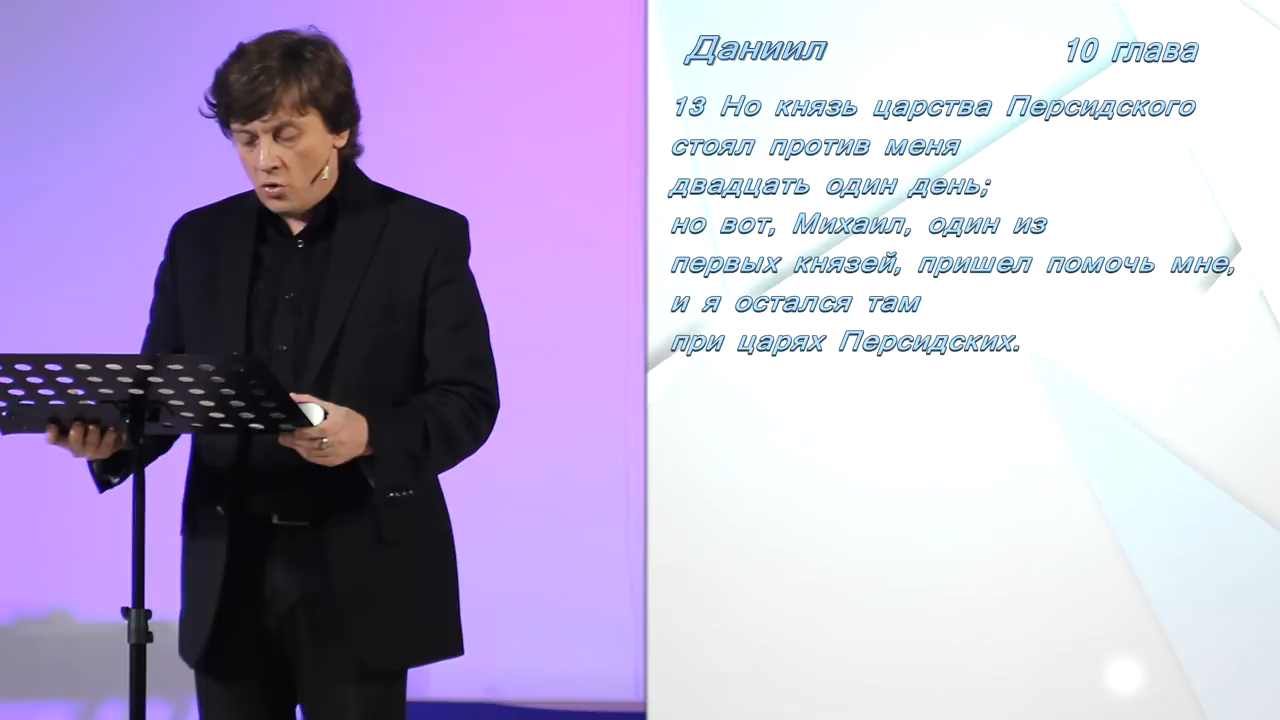 Даниил 10 глава
13 Но князь царства Персидского
стоял против меня
двадцать один день;
но вот, Михаил, один из
первых князей, пришел помочь мне,
и я остался там
при царях Персидских.